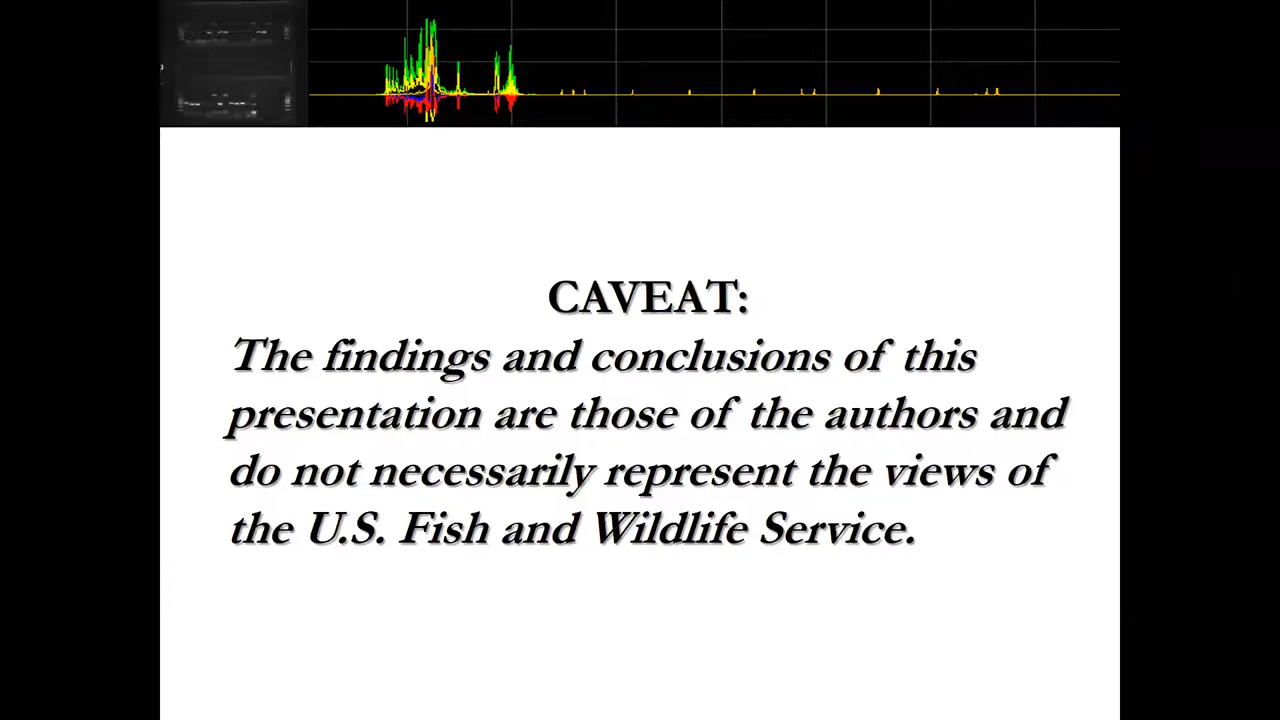 CAVEAT:
The findings and conclusions of this
presentation are those of the authors and
do not necessarily represent the views of
the U.S. Fish and Wildlife Service.